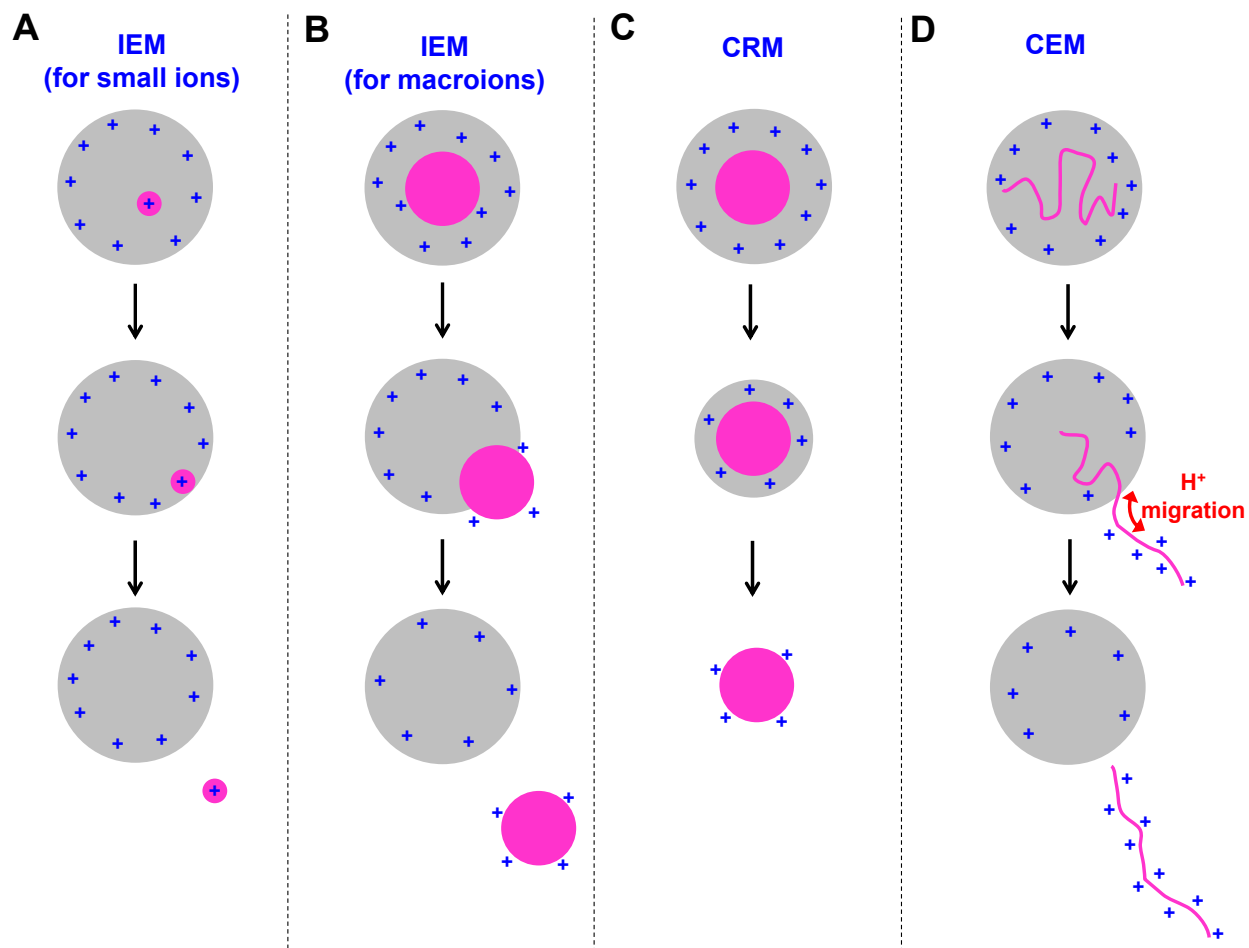 A
IEM
(for small ions)
B
IEM
(for macroions)
C
CRM
D
CEM
H⁺
migration